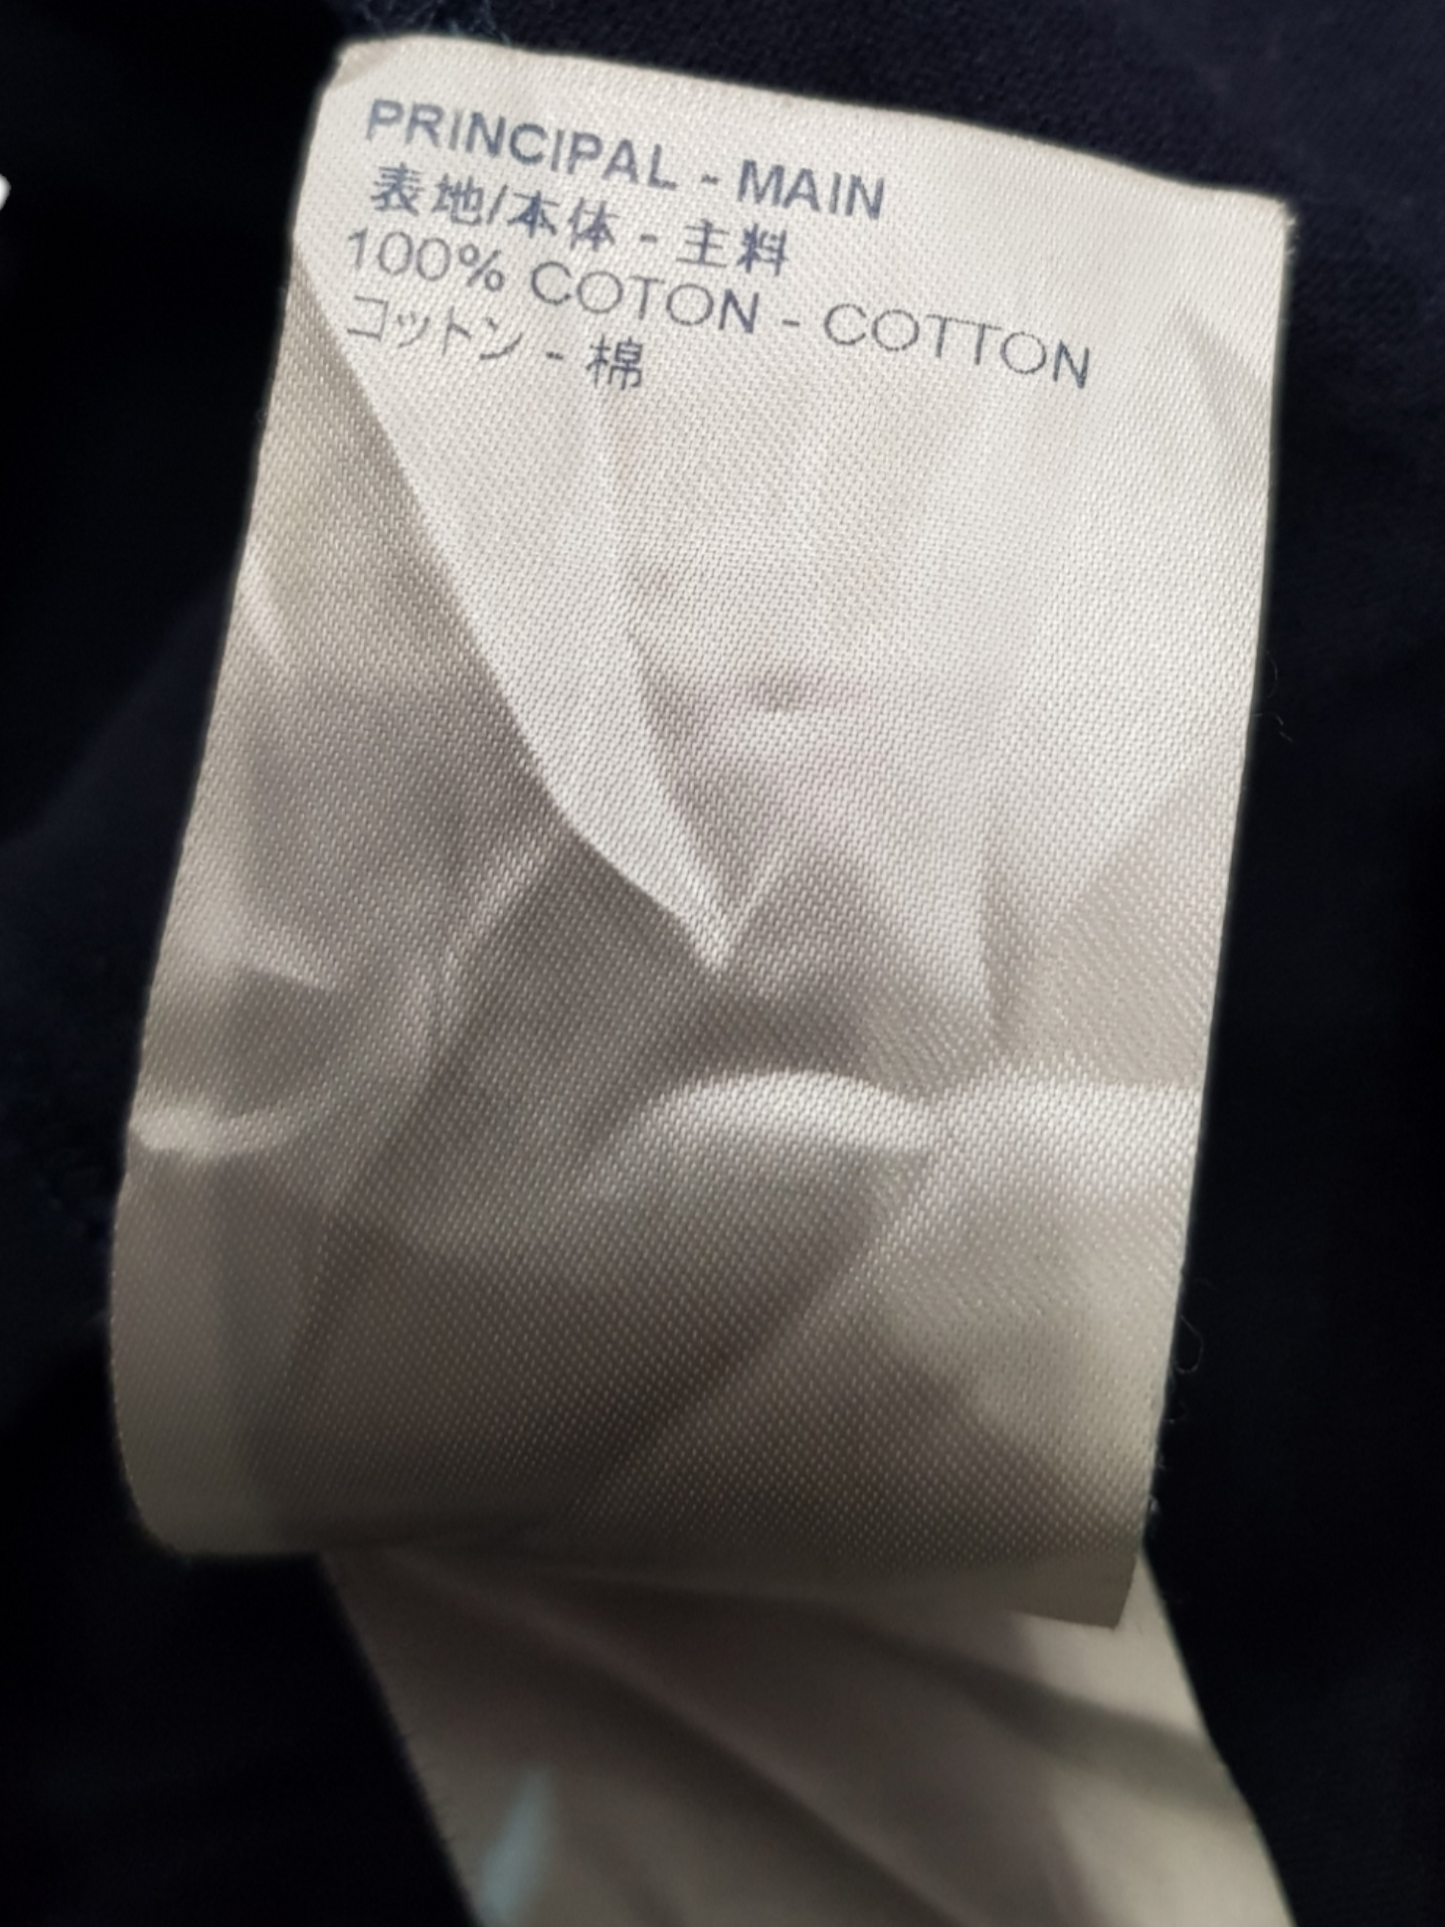 PRINCIPAL - MAIN
表地/本体 - 主料
100% COTON - COTTON
コットン - 棉